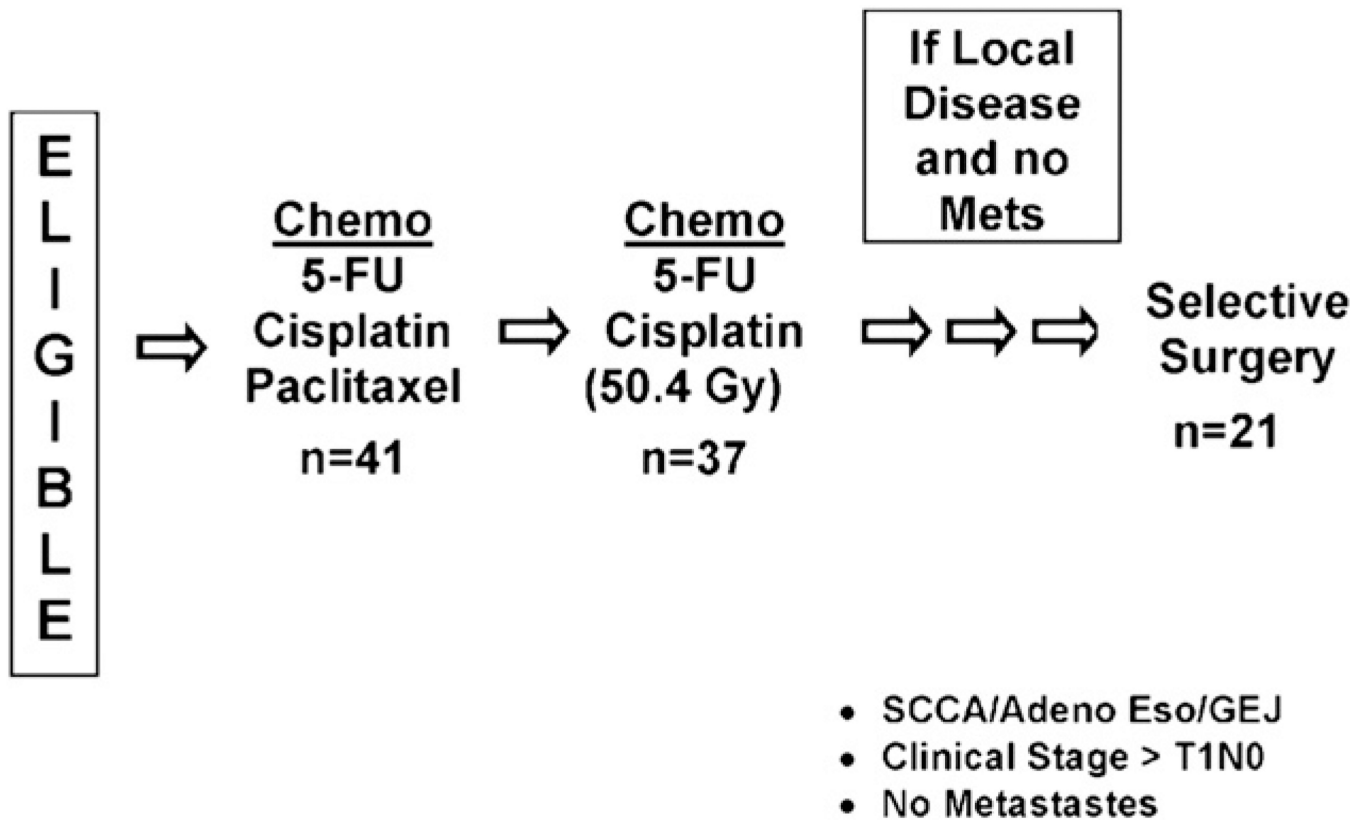 ELIGIBLE
Chemo
5-FU
Cisplatin
Paclitaxel
n=41
Chemo
5-FU
Cisplatin
(50.4 Gy)
n=37
If Local
Disease
and no
Mets
Selective
Surgery
n=21
• SCCA/Adeno Eso/GEJ
• Clinical Stage > T1N0
• No Metastastes